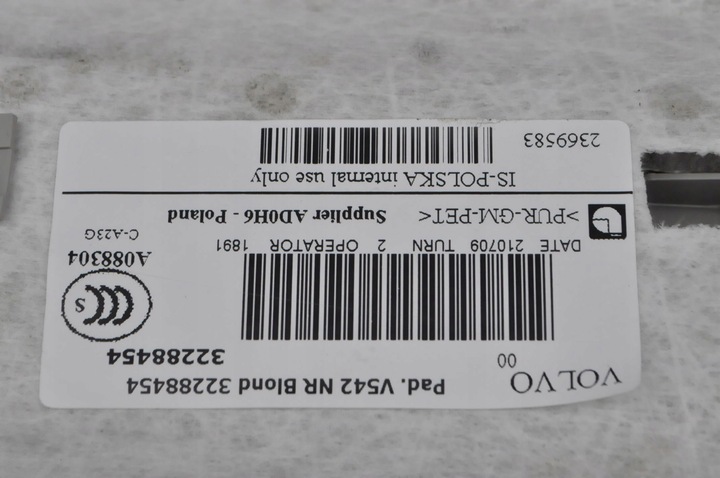 VOLVO
Pad. V542 NR Blond 32288454
00
32288454
S
A088304
C-A23G
DATE 210709 TURN 2 OPERATOR 1891
>PUR-GM-PET< Supplier AD0H6 - Poland
IS-POLSKA internal use only
2369583